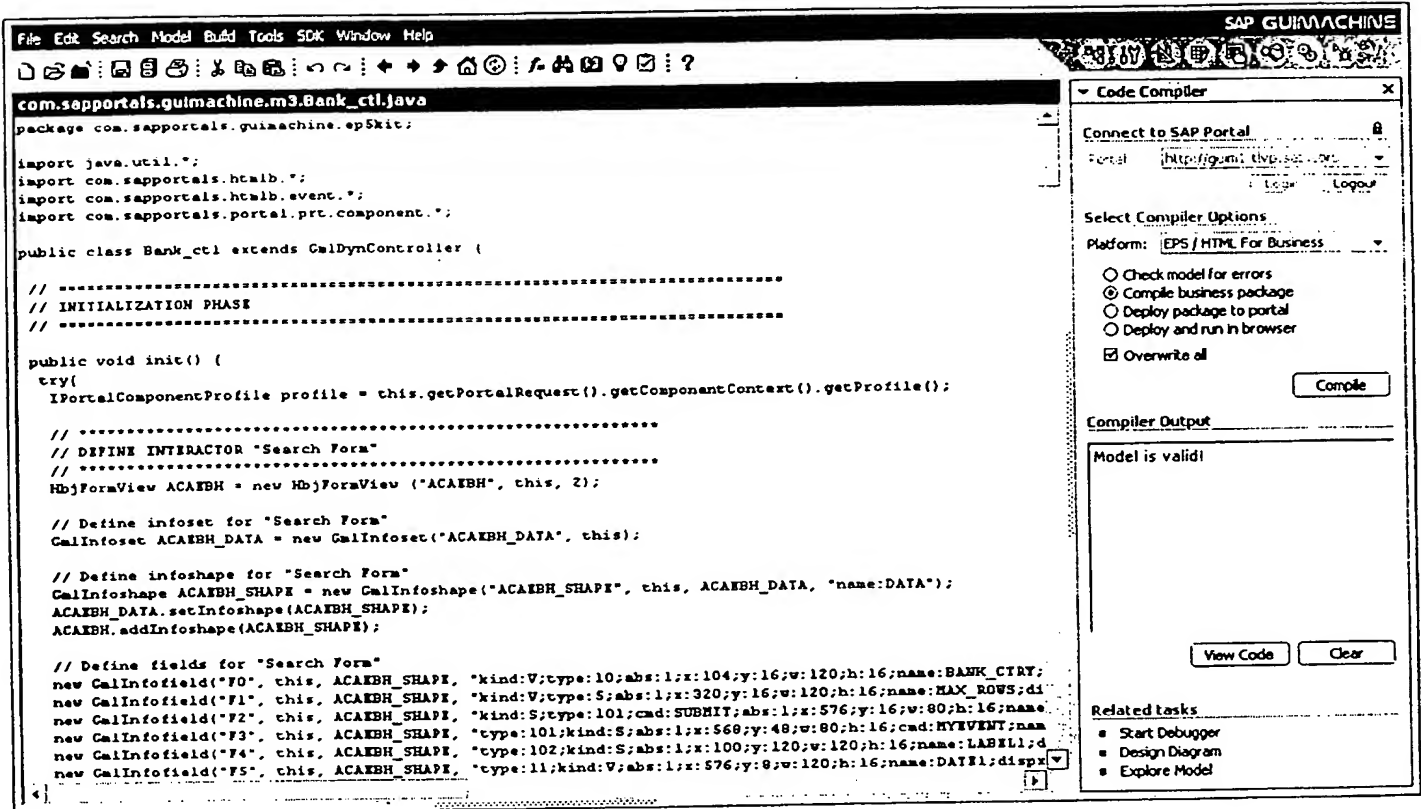 SAP GUIMACHINE
File Edit Search Model Build Tools SDK Window Help
com.sapportals.guimachine.m3.Bank_ctl.java
package com.sapportals.guimachine.ep5kit;
import java.util.*;
import com.sapportals.htmlb.*;
import com.sapportals.htmlb.event.*;
import com.sapportals.portal.prt.component.*;
public class Bank_ctl extends GmlDynController {
// ****************************************************************************
// INITIALIZATION PHASE
// ****************************************************************************
public void init() {
try{
IPortalComponentProfile profile = this.getPortalRequest().getComponantContext().getProfile();
// *************************************************************
// DEFINE INTERACTOR "Search Form"
// *************************************************************
HbjFormView ACAEBH = new HbjFormView ("ACAEBH", this, 2);
// Define infoset for "Search Form"
GmlInfoset ACAEBH_DATA = new GmlInfoset("ACAEBH_DATA", this);
// Define infoshape for "Search Form"
GmlInfoshape ACAEBH_SHAPE = new GmlInfoshape("ACAEBH_SHAPE", this, ACAEBH_DATA, "name:DATA");
ACAEBH_DATA.setInfoshape(ACAEBH_SHAPE);
ACAEBH.addInfoshape(ACAEBH_SHAPE);
// Define fields for "Search Form"
new GmlInfofield("F0", this, ACAEBH_SHAPE, "kind:V;type:10;abs:1;x:104;y:16;w:120;h:16;name:BANK_CTRY;
new GmlInfofield("F1", this, ACAEBH_SHAPE, "kind:V;type:S;abs:1;x:320;y:16;w:120;h:16;name:MAX_ROWS;di
new GmlInfofield("F2", this, ACAEBH_SHAPE, "kind:S;type:101;cmd:SUBMIT;abs:1;x:576;y:16;w:80;h:16;name
new GmlInfofield("F3", this, ACAEBH_SHAPE, "type:101;kind:S;abs:1;x:568;y:48;w:80;h:16;cmd:MYEVENT;nam
new GmlInfofield("F4", this, ACAEBH_SHAPE, "type:102;kind:S;abs:1;x:100;y:120;w:120;h:16;name:LABEL1;d
new GmlInfofield("F5", this, ACAEBH_SHAPE, "type:11;kind:V;abs:1;x:576;y:8;w:120;h:16;name:DATE1;dispx
Code Compiler
Connect to SAP Portal
Portal
Login Logout
Select Compiler Options
Platform: EP5 / HTML For Business
Check model for errors
Compile business package
Deploy package to portal
Deploy and run in browser
Overwrite all
Compile
Compiler Output
Model is valid!
View Code Clear
Related tasks
Start Debugger
Design Diagram
Explore Model